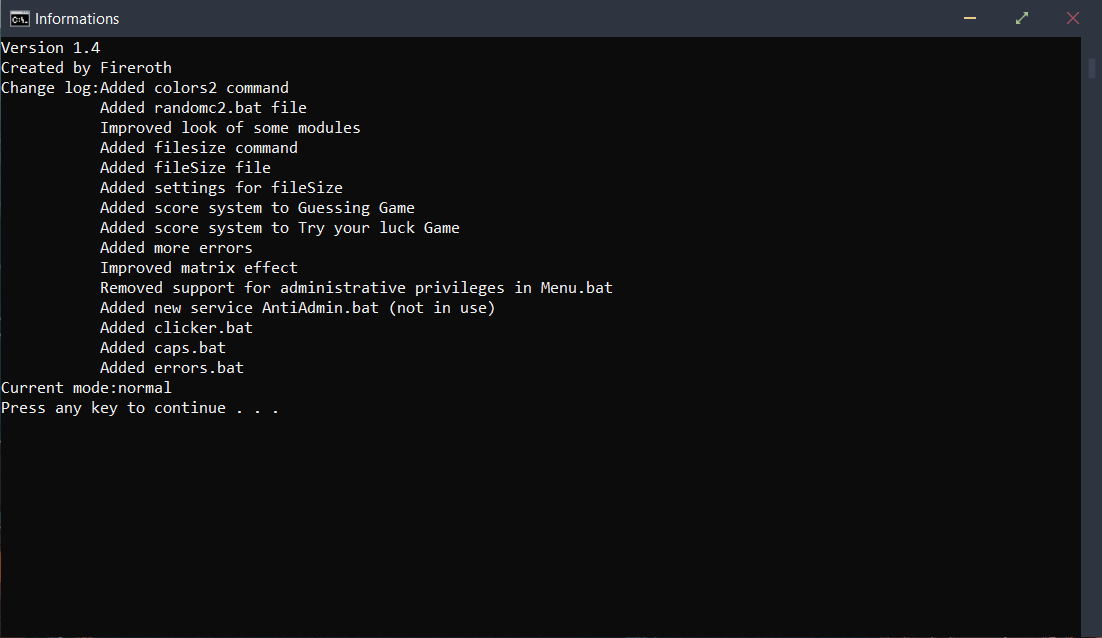 Informations
Version 1.4
Created by Fireroth
Change log:Added colors2 command
Added randomc2.bat file
Improved look of some modules
Added filesize command
Added fileSize file
Added settings for fileSize
Added score system to Guessing Game
Added score system to Try your luck Game
Added more errors
Improved matrix effect
Removed support for administrative privileges in Menu.bat
Added new service AntiAdmin.bat (not in use)
Added clicker.bat
Added caps.bat
Added errors.bat
Current mode:normal
Press any key to continue . . .